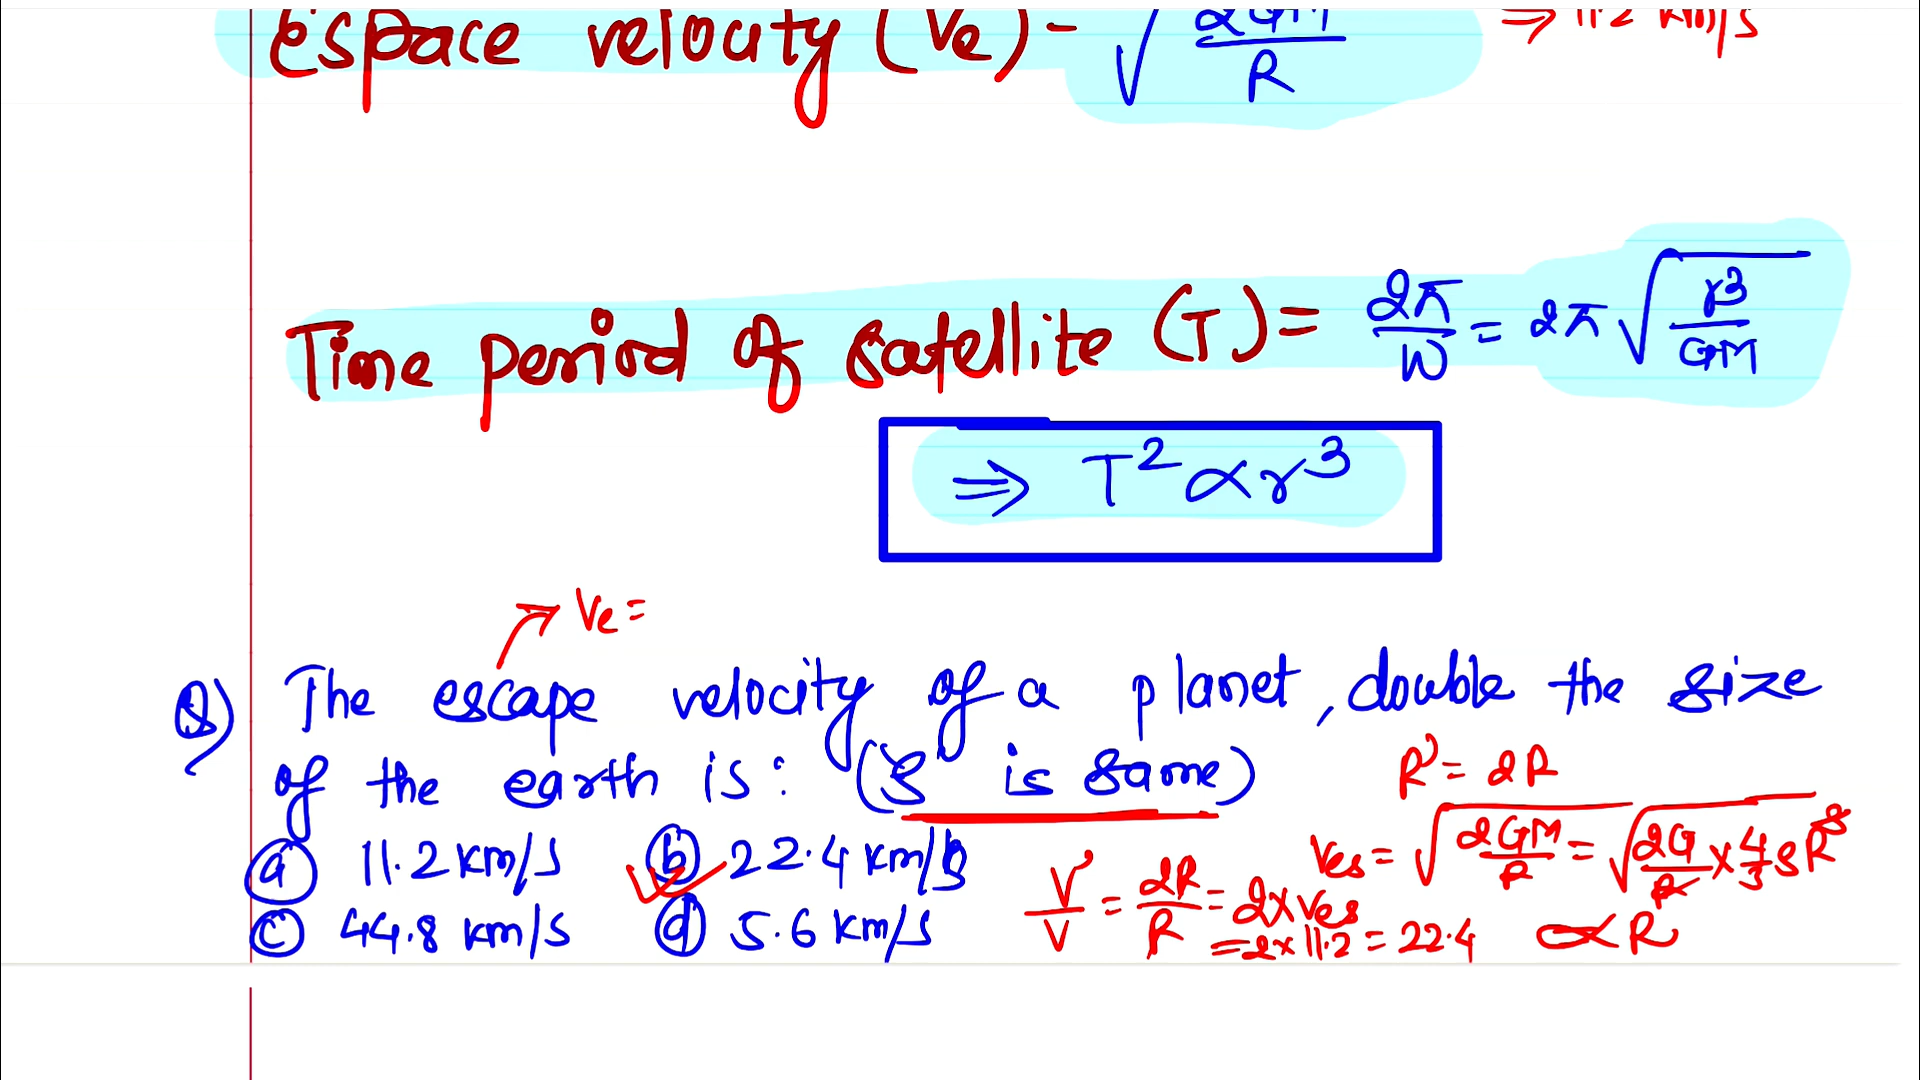 espace velocity (Ve) = √2GM/R ⇒ 11.2 km/s
Time period of satellite (T) = 2π/W = 2π √r³/GM
⇒ T² ∝ r³
Ve =
Q) The escape velocity of a planet, double the size
of the earth is: (ρ is same)
R' = 2R
Ves = √2GM/R = √2G/R × 4/3 ρR³
(a) 11.2 km/s (b) 22.4 km/s
V'/V = 2R/R = 2 × Ves
(c) 44.8 km/s (d) 5.6 km/s
= 2 × 11.2 = 22.4 ∝ R